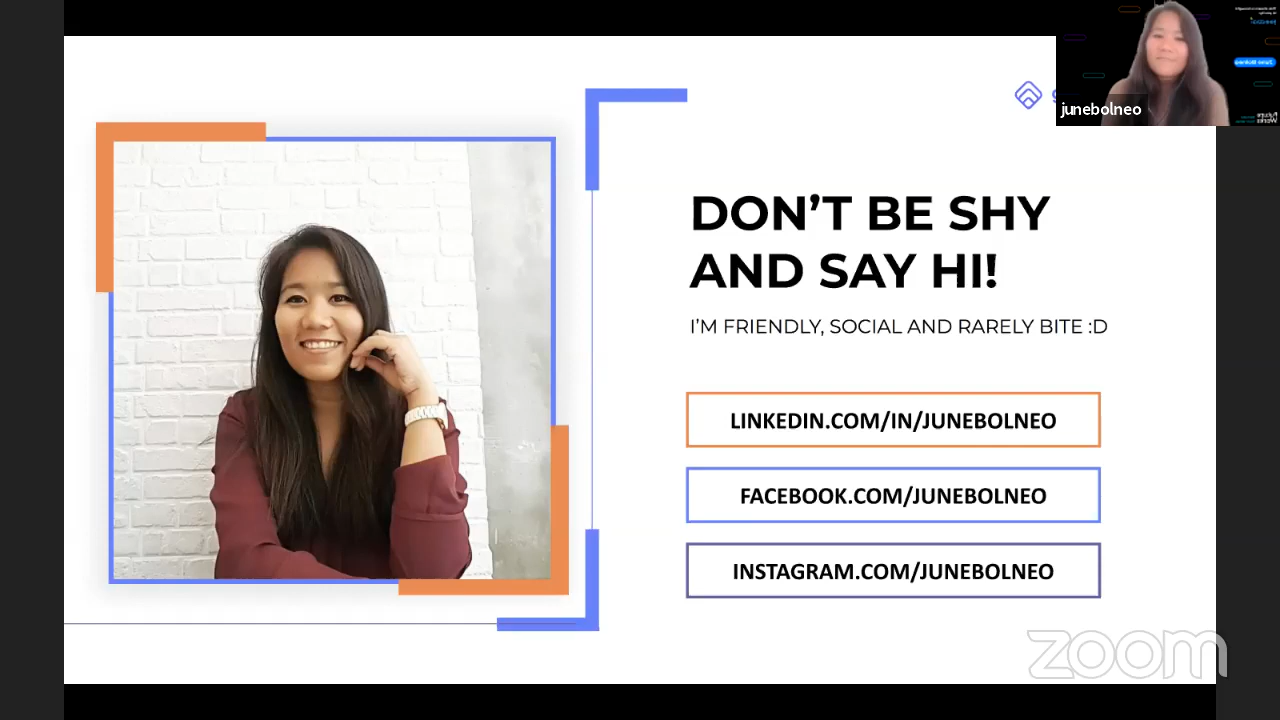 DON'T BE SHY
AND SAY HI!
I'M FRIENDLY, SOCIAL AND RARELY BITE :D
LINKEDIN.COM/IN/JUNEBOLNEO
FACEBOOK.COM/JUNEBOLNEO
INSTAGRAM.COM/JUNEBOLNEO
junebolneo
zoom